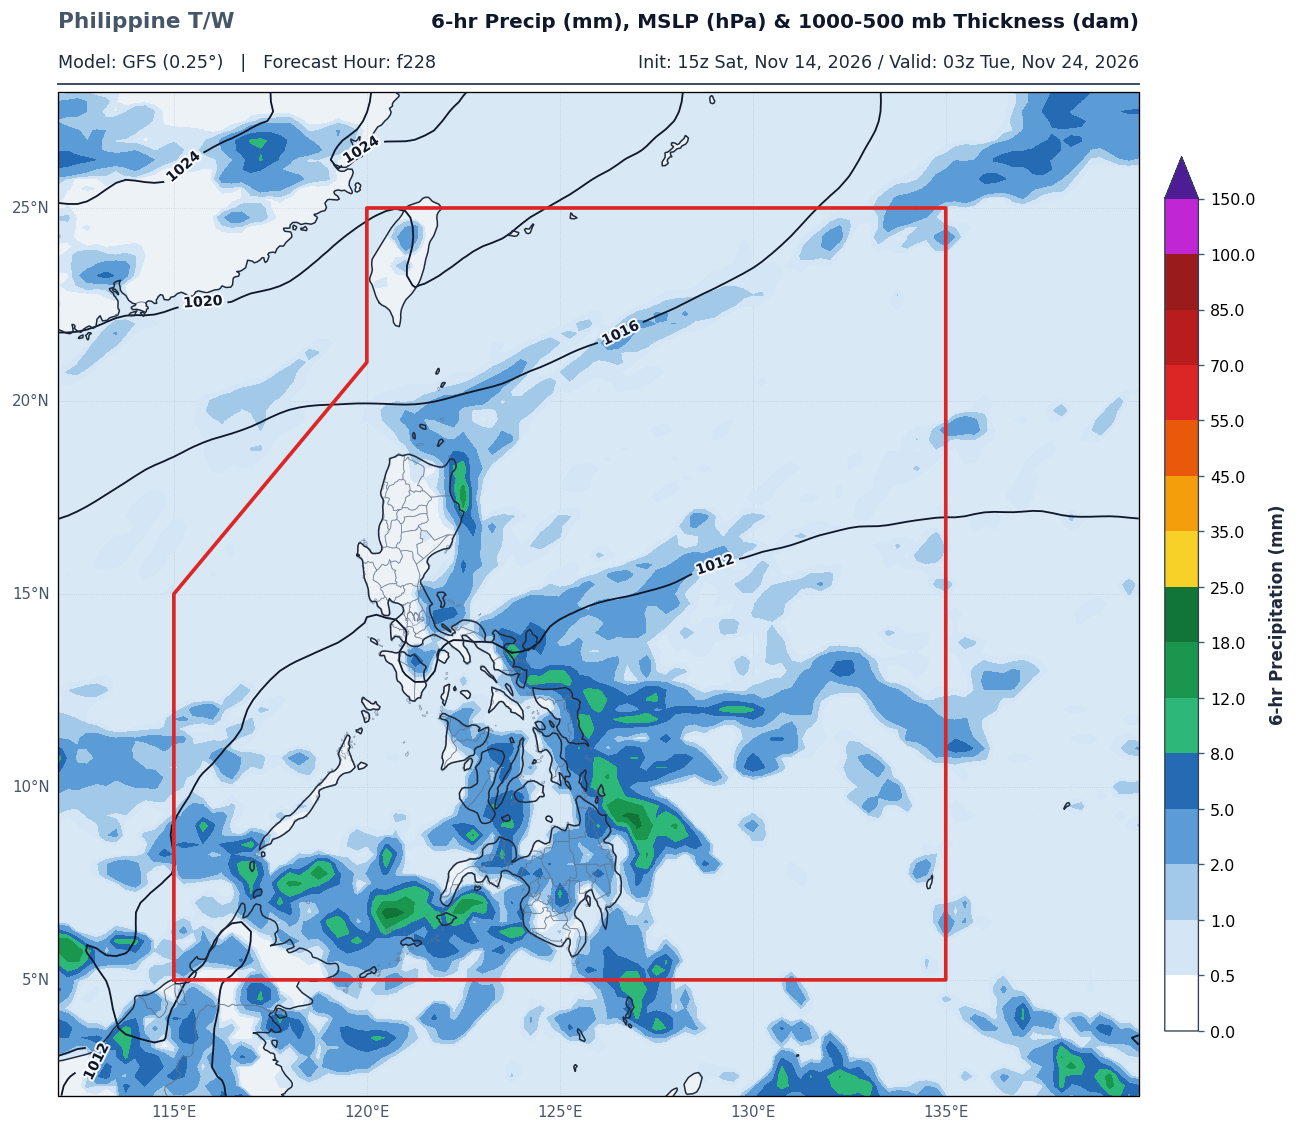 Philippine T/W
6-hr Precip (mm), MSLP (hPa) & 1000-500 mb Thickness (dam)
Model: GFS (0.25°) | Forecast Hour: f228
Init: 15z Sat, Nov 14, 2026 / Valid: 03z Tue, Nov 24, 2026
1024
1024
1020
1016
1012
1012
25°N
20°N
15°N
10°N
5°N
115°E
120°E
125°E
130°E
135°E
150.0
100.0
85.0
70.0
55.0
45.0
35.0
25.0
18.0
12.0
8.0
5.0
2.0
1.0
0.5
0.0
6-hr Precipitation (mm)